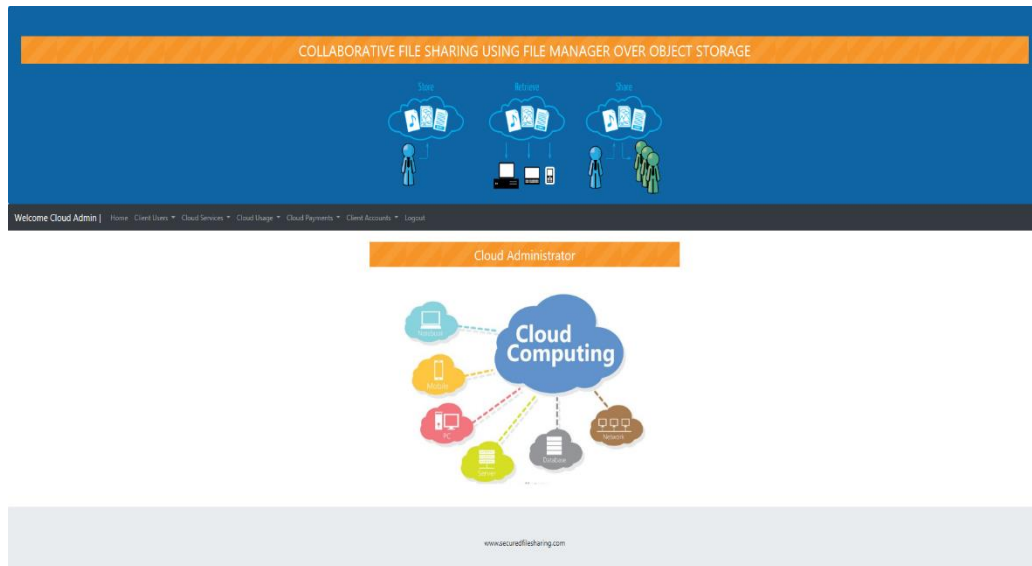 COLLABORATIVE FILE SHARING USING FILE MANAGER OVER OBJECT STORAGE
Store Retrieve Share
Welcome Cloud Admin | Home Client Users Cloud Services Cloud Usage Cloud Payments Client Accounts Logout
Cloud Administrator
Cloud
Computing
Mobile
PC
Server
Database
Network
www.securedfilesharing.com